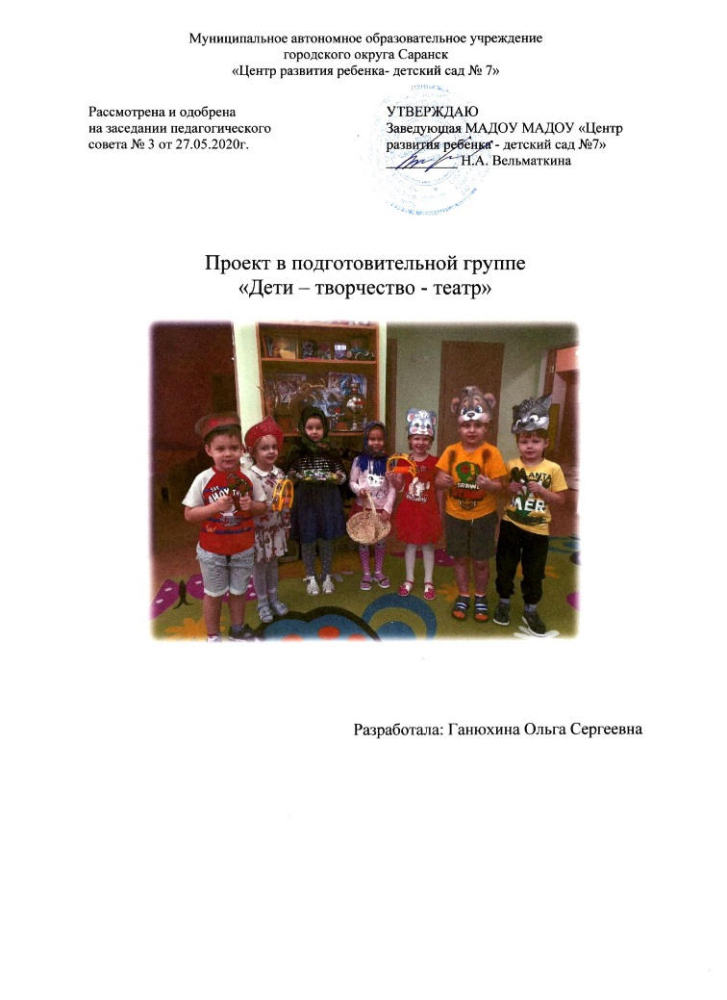 Муниципальное автономное образовательное учреждение
городского округа Саранск
«Центр развития ребенка- детский сад № 7»
Рассмотрена и одобрена
на заседании педагогического
совета № 3 от 27.05.2020г.
УТВЕРЖДАЮ
Заведующая МАДОУ МАДОУ «Центр
развития ребенка - детский сад №7»
__________ Н.А. Вельматкина
Проект в подготовительной группе
«Дети – творчество - театр»
Разработала: Ганюхина Ольга Сергеевна